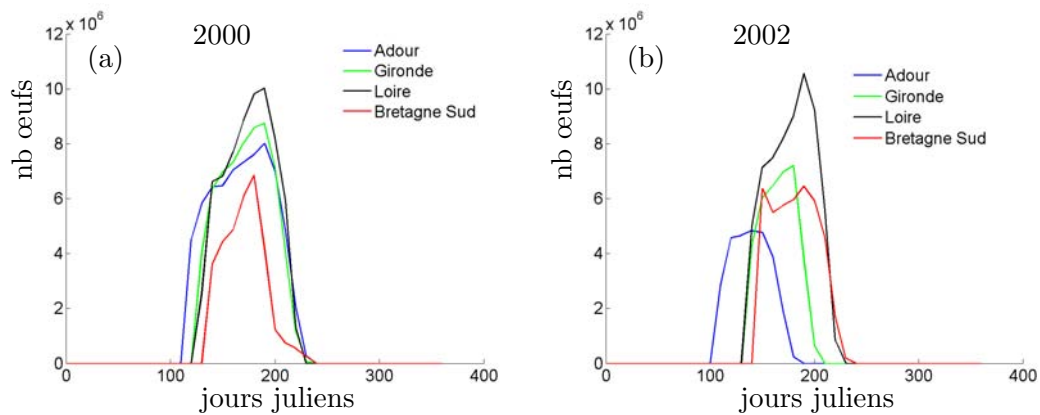 12 x 10^6
2000
(a)
Adour
Gironde
Loire
Bretagne Sud
10
8
6
4
2
0
nb œufs
0 100 200 300 400
jours juliens
12 x 10^6
2002
(b)
Adour
Gironde
Loire
Bretagne Sud
10
8
6
4
2
0
nb œufs
0 100 200 300 400
jours juliens